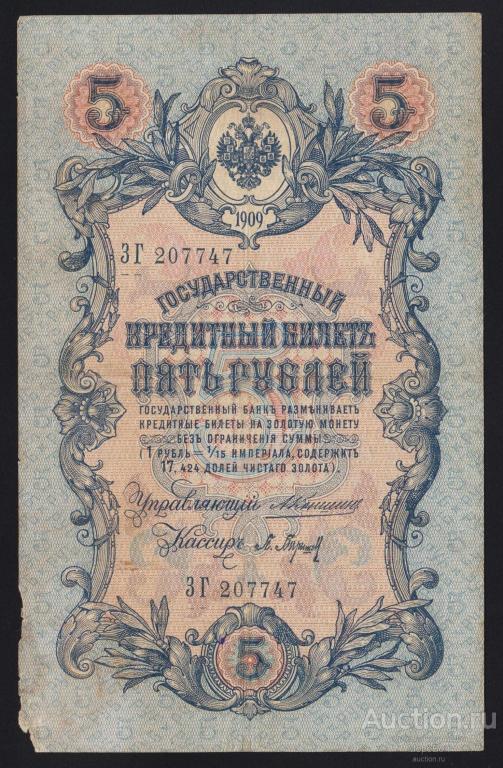 5 5
1909
ЗГ 207747
ГОСУДАРСТВЕННЫЙ
КРЕДИТНЫЙ БИЛЕТЪ
ПЯТЬ РУБЛЕЙ
ГОСУДАРСТВЕННЫЙ БАНКЪ РАЗМѢНИВАЕТЪ
КРЕДИТНЫЕ БИЛЕТЫ НА ЗОЛОТУЮ МОНЕТУ
БЕЗЪ ОГРАНИЧЕНІЯ СУММЫ
(1 РУБЛЬ = 1/15 ИМПЕРІАЛА, СОДЕРЖИТЪ
17,424 ДОЛЕЙ ЧИСТАГО ЗОЛОТА).
Управляющій
Кассиръ
ЗГ 207747
5
Auction.ru
auction.ru